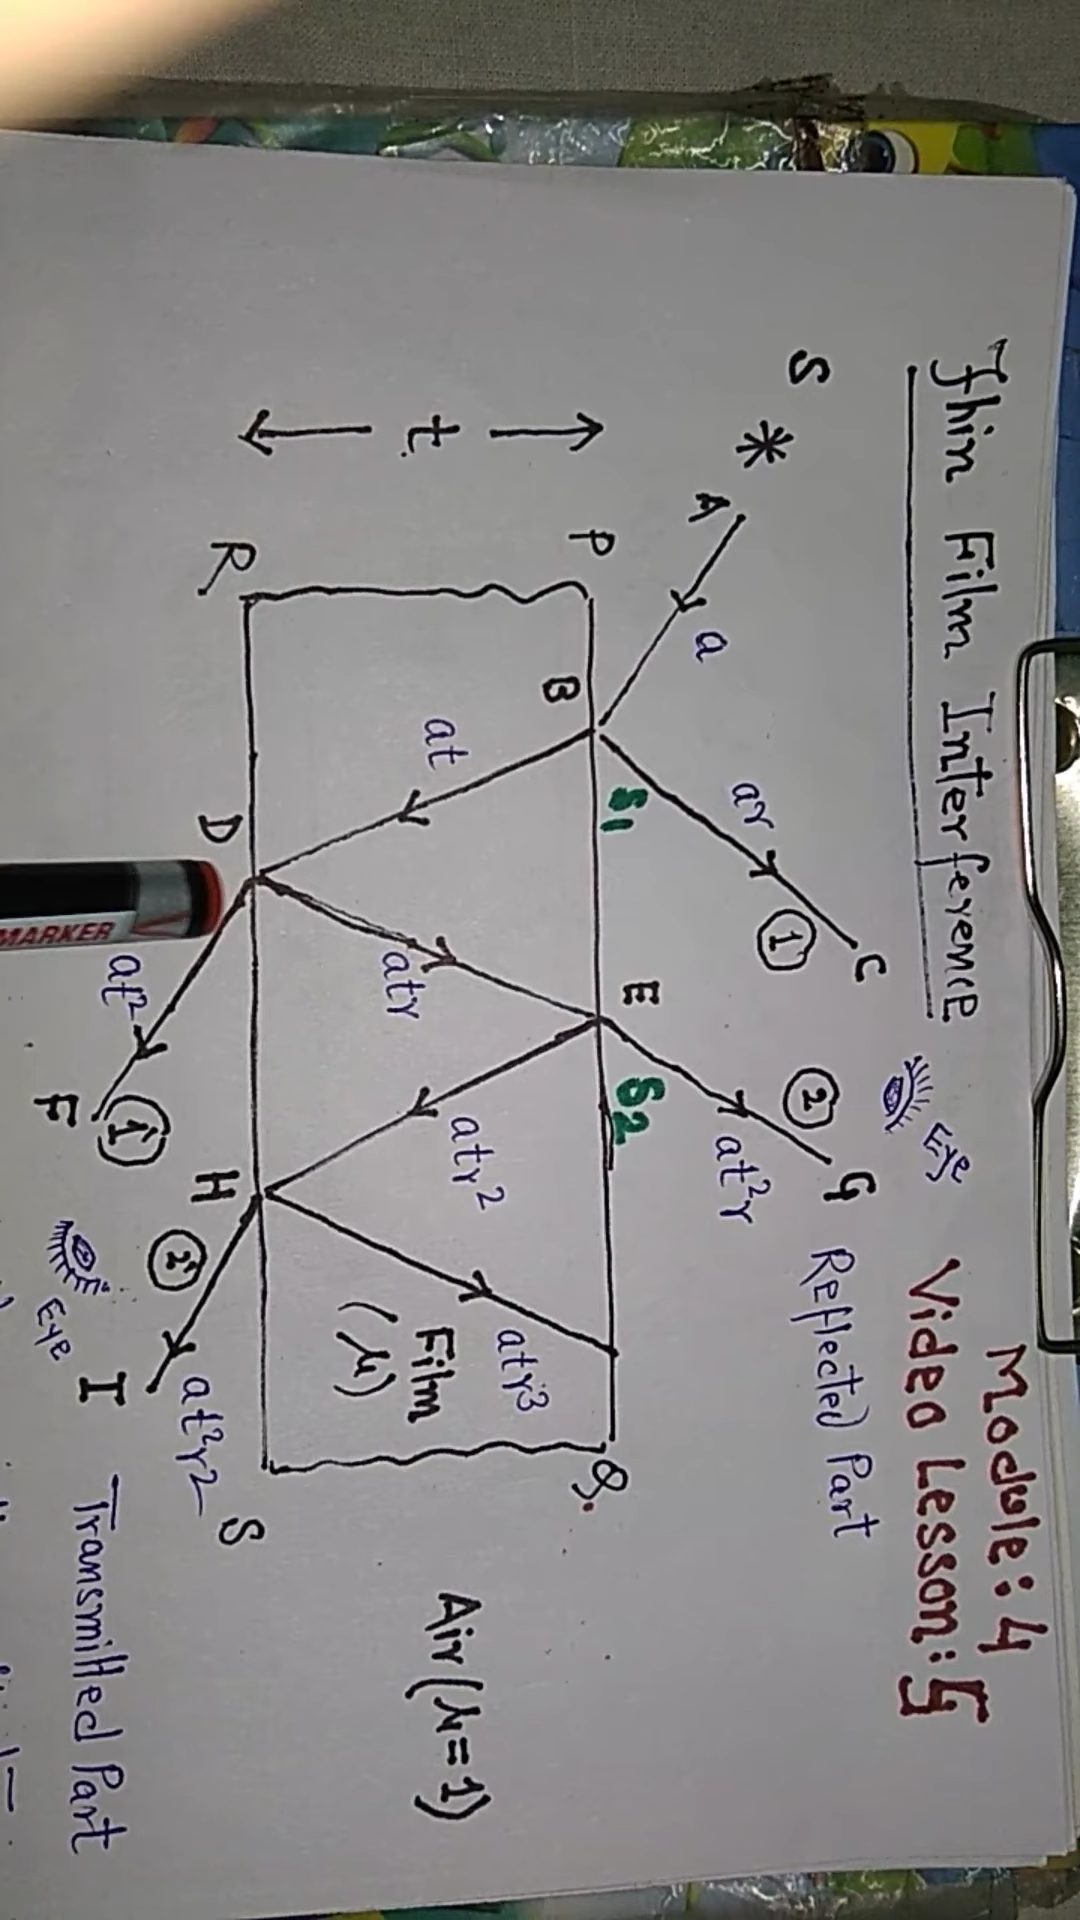 Module: 4
Thin Film Interference
Video Lesson: 5
Eye
S
C
G
Reflected Part
A
a
ar
1
2
at²r
P
B
S1
E
S2
Q.
t
at
atr
atr²
atr³
Film
(μ)
Air (μ=1)
R
D
H
S
at²
1
2
at²r²
F
Eye
I
Transmitted Part
MARKER